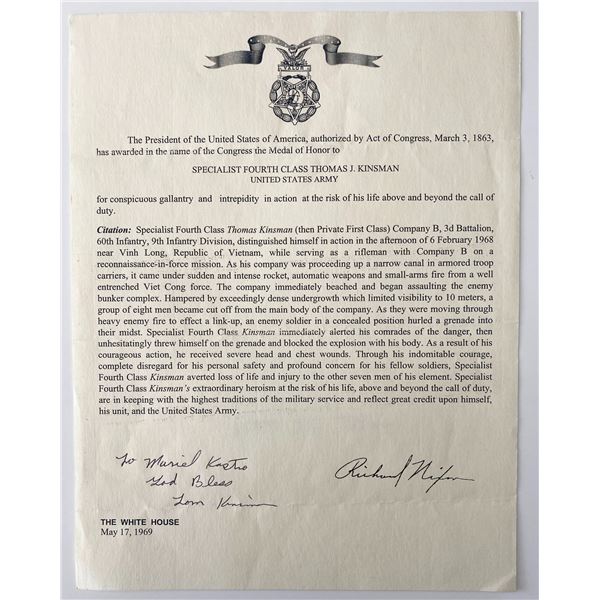 VALOR
The President of the United States of America, authorized by Act of Congress, March 3, 1863,
has awarded in the name of the Congress the Medal of Honor to
SPECIALIST FOURTH CLASS THOMAS J. KINSMAN
UNITED STATES ARMY
for conspicuous gallantry and intrepidity in action at the risk of his life above and beyond the call of
duty.
Citation: Specialist Fourth Class Thomas Kinsman (then Private First Class) Company B, 3d Battalion,
60th Infantry, 9th Infantry Division, distinguished himself in action in the afternoon of 6 February 1968
near Vinh Long, Republic of Vietnam, while serving as a rifleman with Company B on a
reconnaissance-in-force mission. As his company was proceeding up a narrow canal in armored troop
carriers, it came under sudden and intense rocket, automatic weapons and small-arms fire from a well
entrenched Viet Cong force. The company immediately beached and began assaulting the enemy
bunker complex. Hampered by exceedingly dense undergrowth which limited visibility to 10 meters, a
group of eight men became cut off from the main body of the company. As they were moving through
heavy enemy fire to effect a link-up, an enemy soldier in a concealed position hurled a grenade into
their midst. Specialist Fourth Class Kinsman immediately alerted his comrades of the danger, then
unhesitatingly threw himself on the grenade and blocked the explosion with his body. As a result of his
courageous action, he received severe head and chest wounds. Through his indomitable courage,
complete disregard for his personal safety and profound concern for his fellow soldiers, Specialist
Fourth Class Kinsman averted loss of life and injury to the other seven men of his element. Specialist
Fourth Class Kinsman's extraordinary heroism at the risk of his life, above and beyond the call of duty,
are in keeping with the highest traditions of the military service and reflect great credit upon himself,
his unit, and the United States Army.
To Muriel Kastro
God Bless
Tom Kinsman
Richard Nixon
THE WHITE HOUSE
May 17, 1969